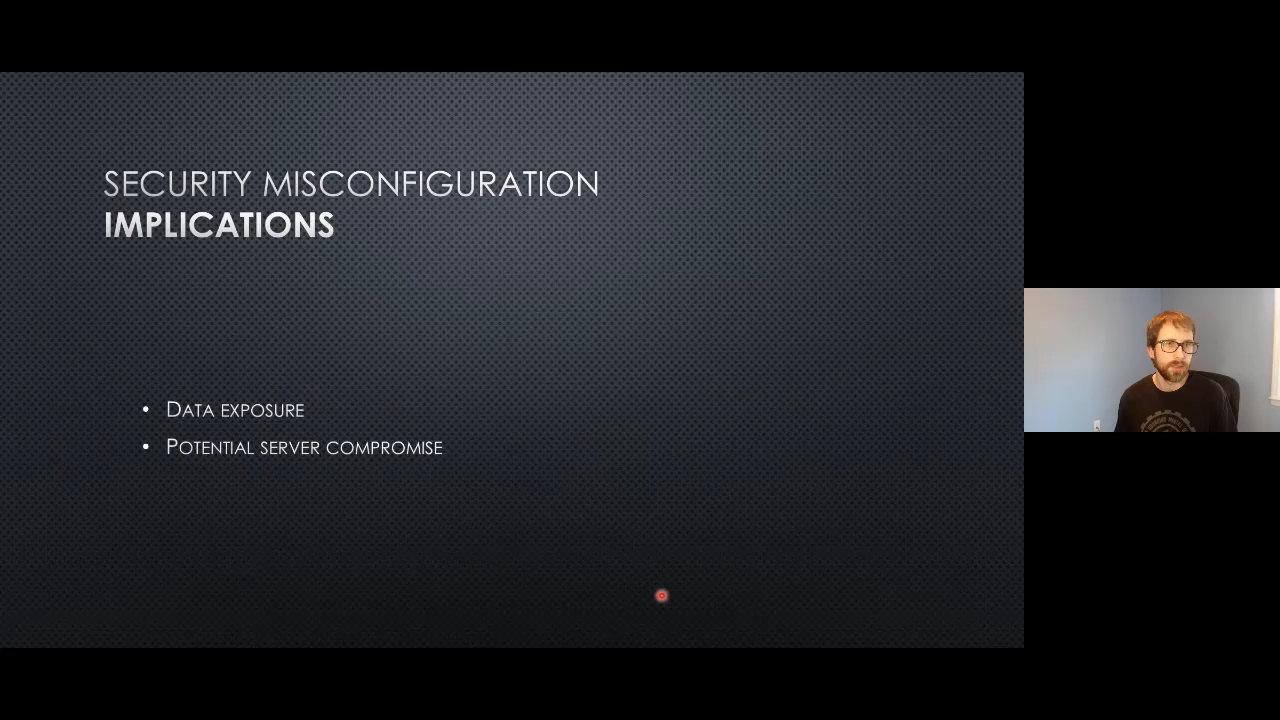 SECURITY MISCONFIGURATION
IMPLICATIONS
• DATA EXPOSURE
• POTENTIAL SERVER COMPROMISE